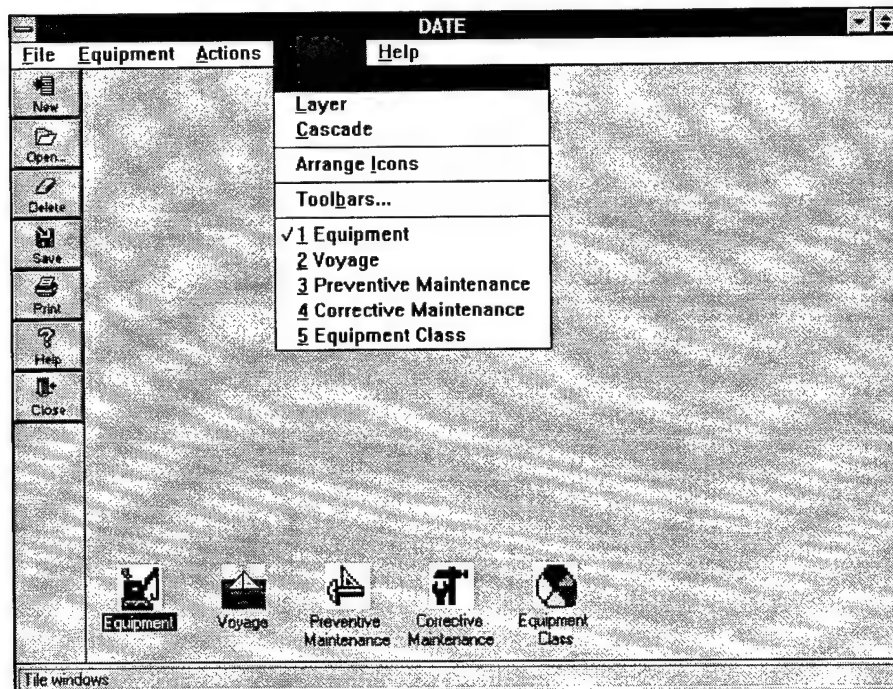 DATE
File Equipment Actions Help
Layer
Cascade
Arrange Icons
Toolbars...
✓ 1 Equipment
2 Voyage
3 Preventive Maintenance
4 Corrective Maintenance
5 Equipment Class
New
Open...
Delete
Save
Print
Help
Close
Equipment
Voyage
Preventive
Maintenance
Corrective
Maintenance
Equipment
Class
Tile windows